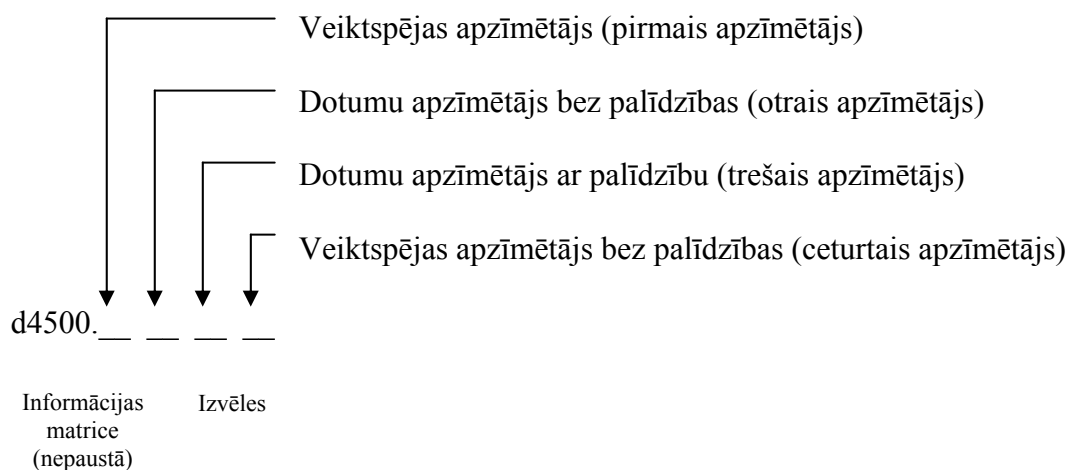 Veiktspējas apzīmētājs (pirmais apzīmētājs)
Dotumu apzīmētājs bez palīdzības (otrais apzīmētājs)
Dotumu apzīmētājs ar palīdzību (trešais apzīmētājs)
Veiktspējas apzīmētājs bez palīdzības (ceturtais apzīmētājs)
d4500.__ __ __ __
Informācijas Izvēles
matrice
(nepaustā)